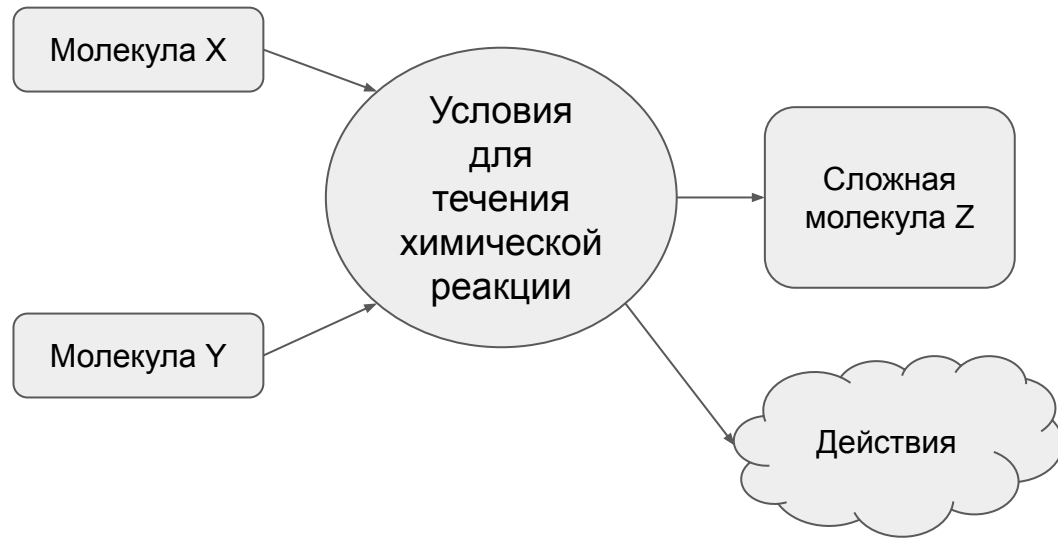 Молекула X
Условия
для
течения
химической
реакции
Сложная
молекула Z
Молекула Y
Действия